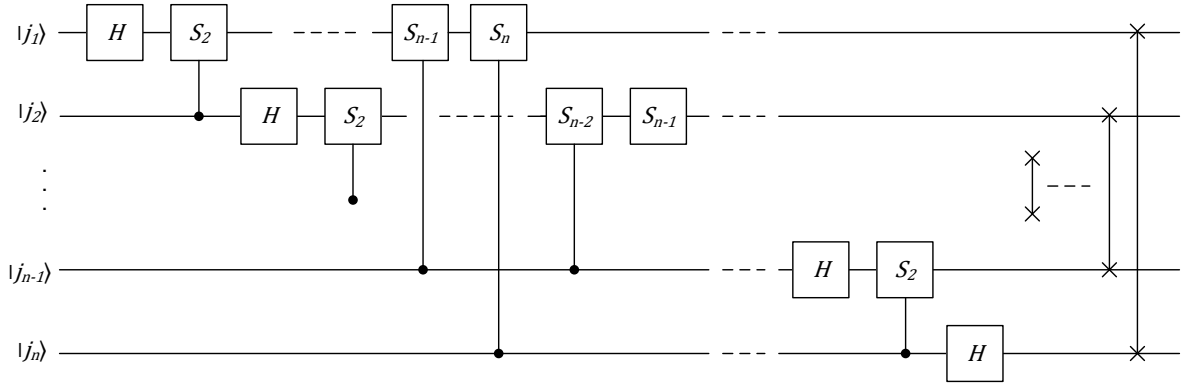 |j₁⟩ H S₂ Sₙ₋₁ Sₙ
|j₂⟩ H S₂ Sₙ₋₂ Sₙ₋₁
|jₙ₋₁⟩ H S₂
|jₙ⟩ H